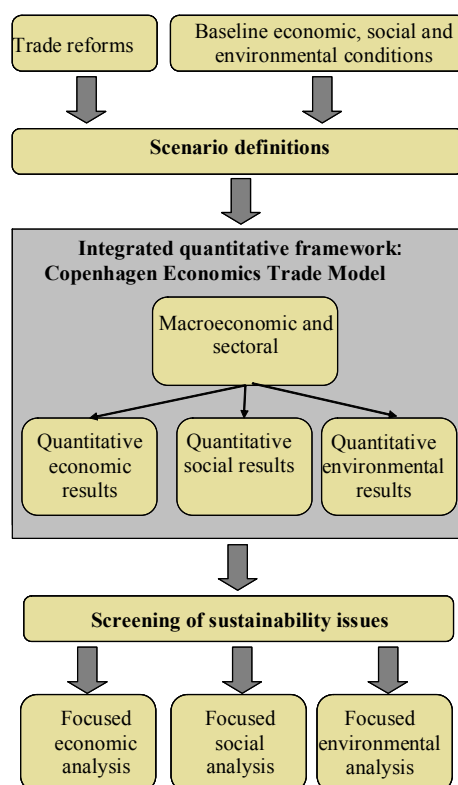 Trade reforms
Baseline economic, social and
environmental conditions
Scenario definitions
Integrated quantitative framework:
Copenhagen Economics Trade Model
Macroeconomic and
sectoral
Quantitative
economic
results
Quantitative
social results
Quantitative
environmental
results
Screening of sustainability issues
Focused
economic
analysis
Focused
social
analysis
Focused
environmental
analysis